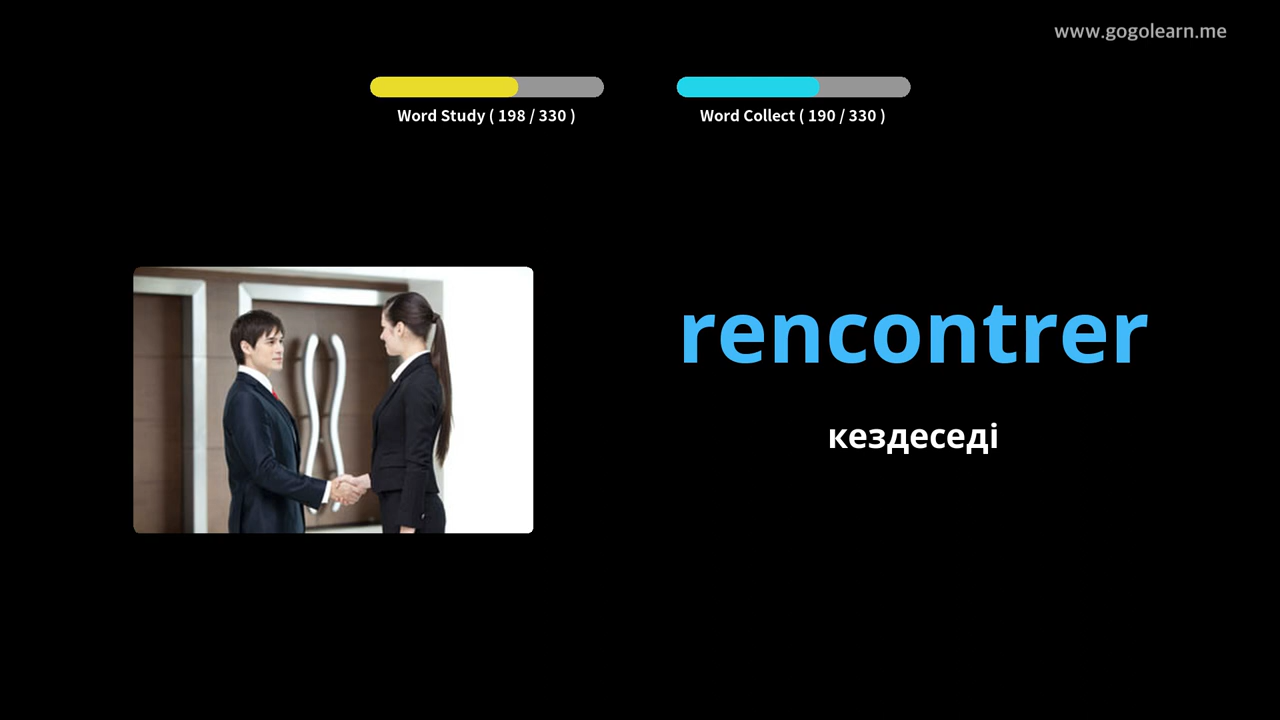 www.gogolearn.me
Word Study ( 198 / 330 )
Word Collect ( 190 / 330 )
rencontrer
кездеседі